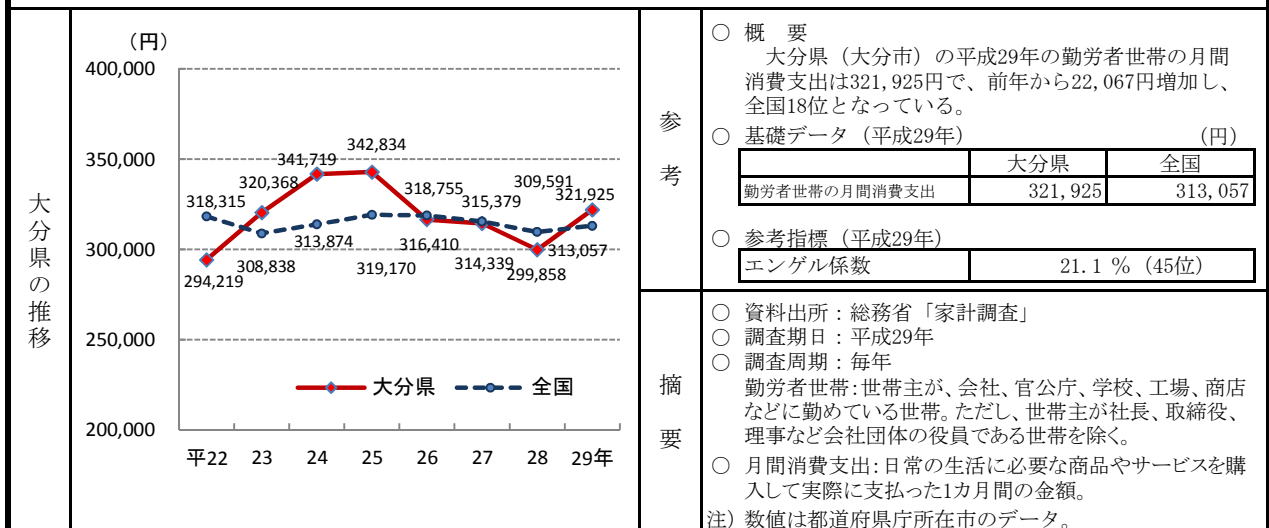 大分県の推移
（円）
400,000
350,000
300,000
250,000
200,000
318,315
320,368
341,719
342,834
318,755
315,379
309,591
321,925
294,219
308,838
313,874
319,170
316,410
314,339
299,858
313,057
大分県
全国
平22 23 24 25 26 27 28 29年
参考
○ 概 要
大分県（大分市）の平成29年の勤労者世帯の月間
消費支出は321,925円で、前年から22,067円増加し、
全国18位となっている。
○ 基礎データ（平成29年） （円）
大分県 全国
勤労者世帯の月間消費支出 321,925 313,057
○ 参考指標（平成29年）
エンゲル係数 21.1 %（45位）
摘要
○ 資料出所：総務省「家計調査」
○ 調査期日：平成29年
○ 調査周期：毎年
勤労者世帯：世帯主が、会社、官公庁、学校、工場、商店
などに勤めている世帯。ただし、世帯主が社長、取締役、
理事など会社団体の役員である世帯を除く。
○ 月間消費支出：日常の生活に必要な商品やサービスを購
入して実際に支払った1カ月間の金額。
注）数値は都道府県庁所在市のデータ。